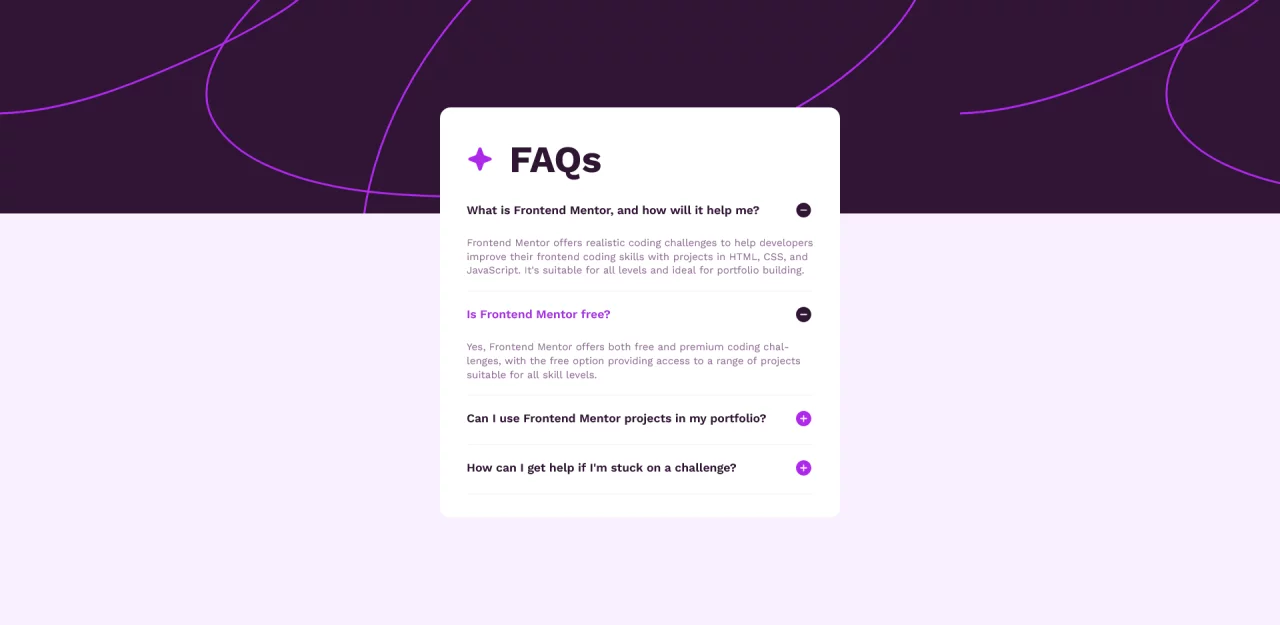 FAQs
What is Frontend Mentor, and how will it help me?
Frontend Mentor offers realistic coding challenges to help developers
improve their frontend coding skills with projects in HTML, CSS, and
JavaScript. It's suitable for all levels and ideal for portfolio building.
Is Frontend Mentor free?
Yes, Frontend Mentor offers both free and premium coding chal-
lenges, with the free option providing access to a range of projects
suitable for all skill levels.
Can I use Frontend Mentor projects in my portfolio?
How can I get help if I'm stuck on a challenge?